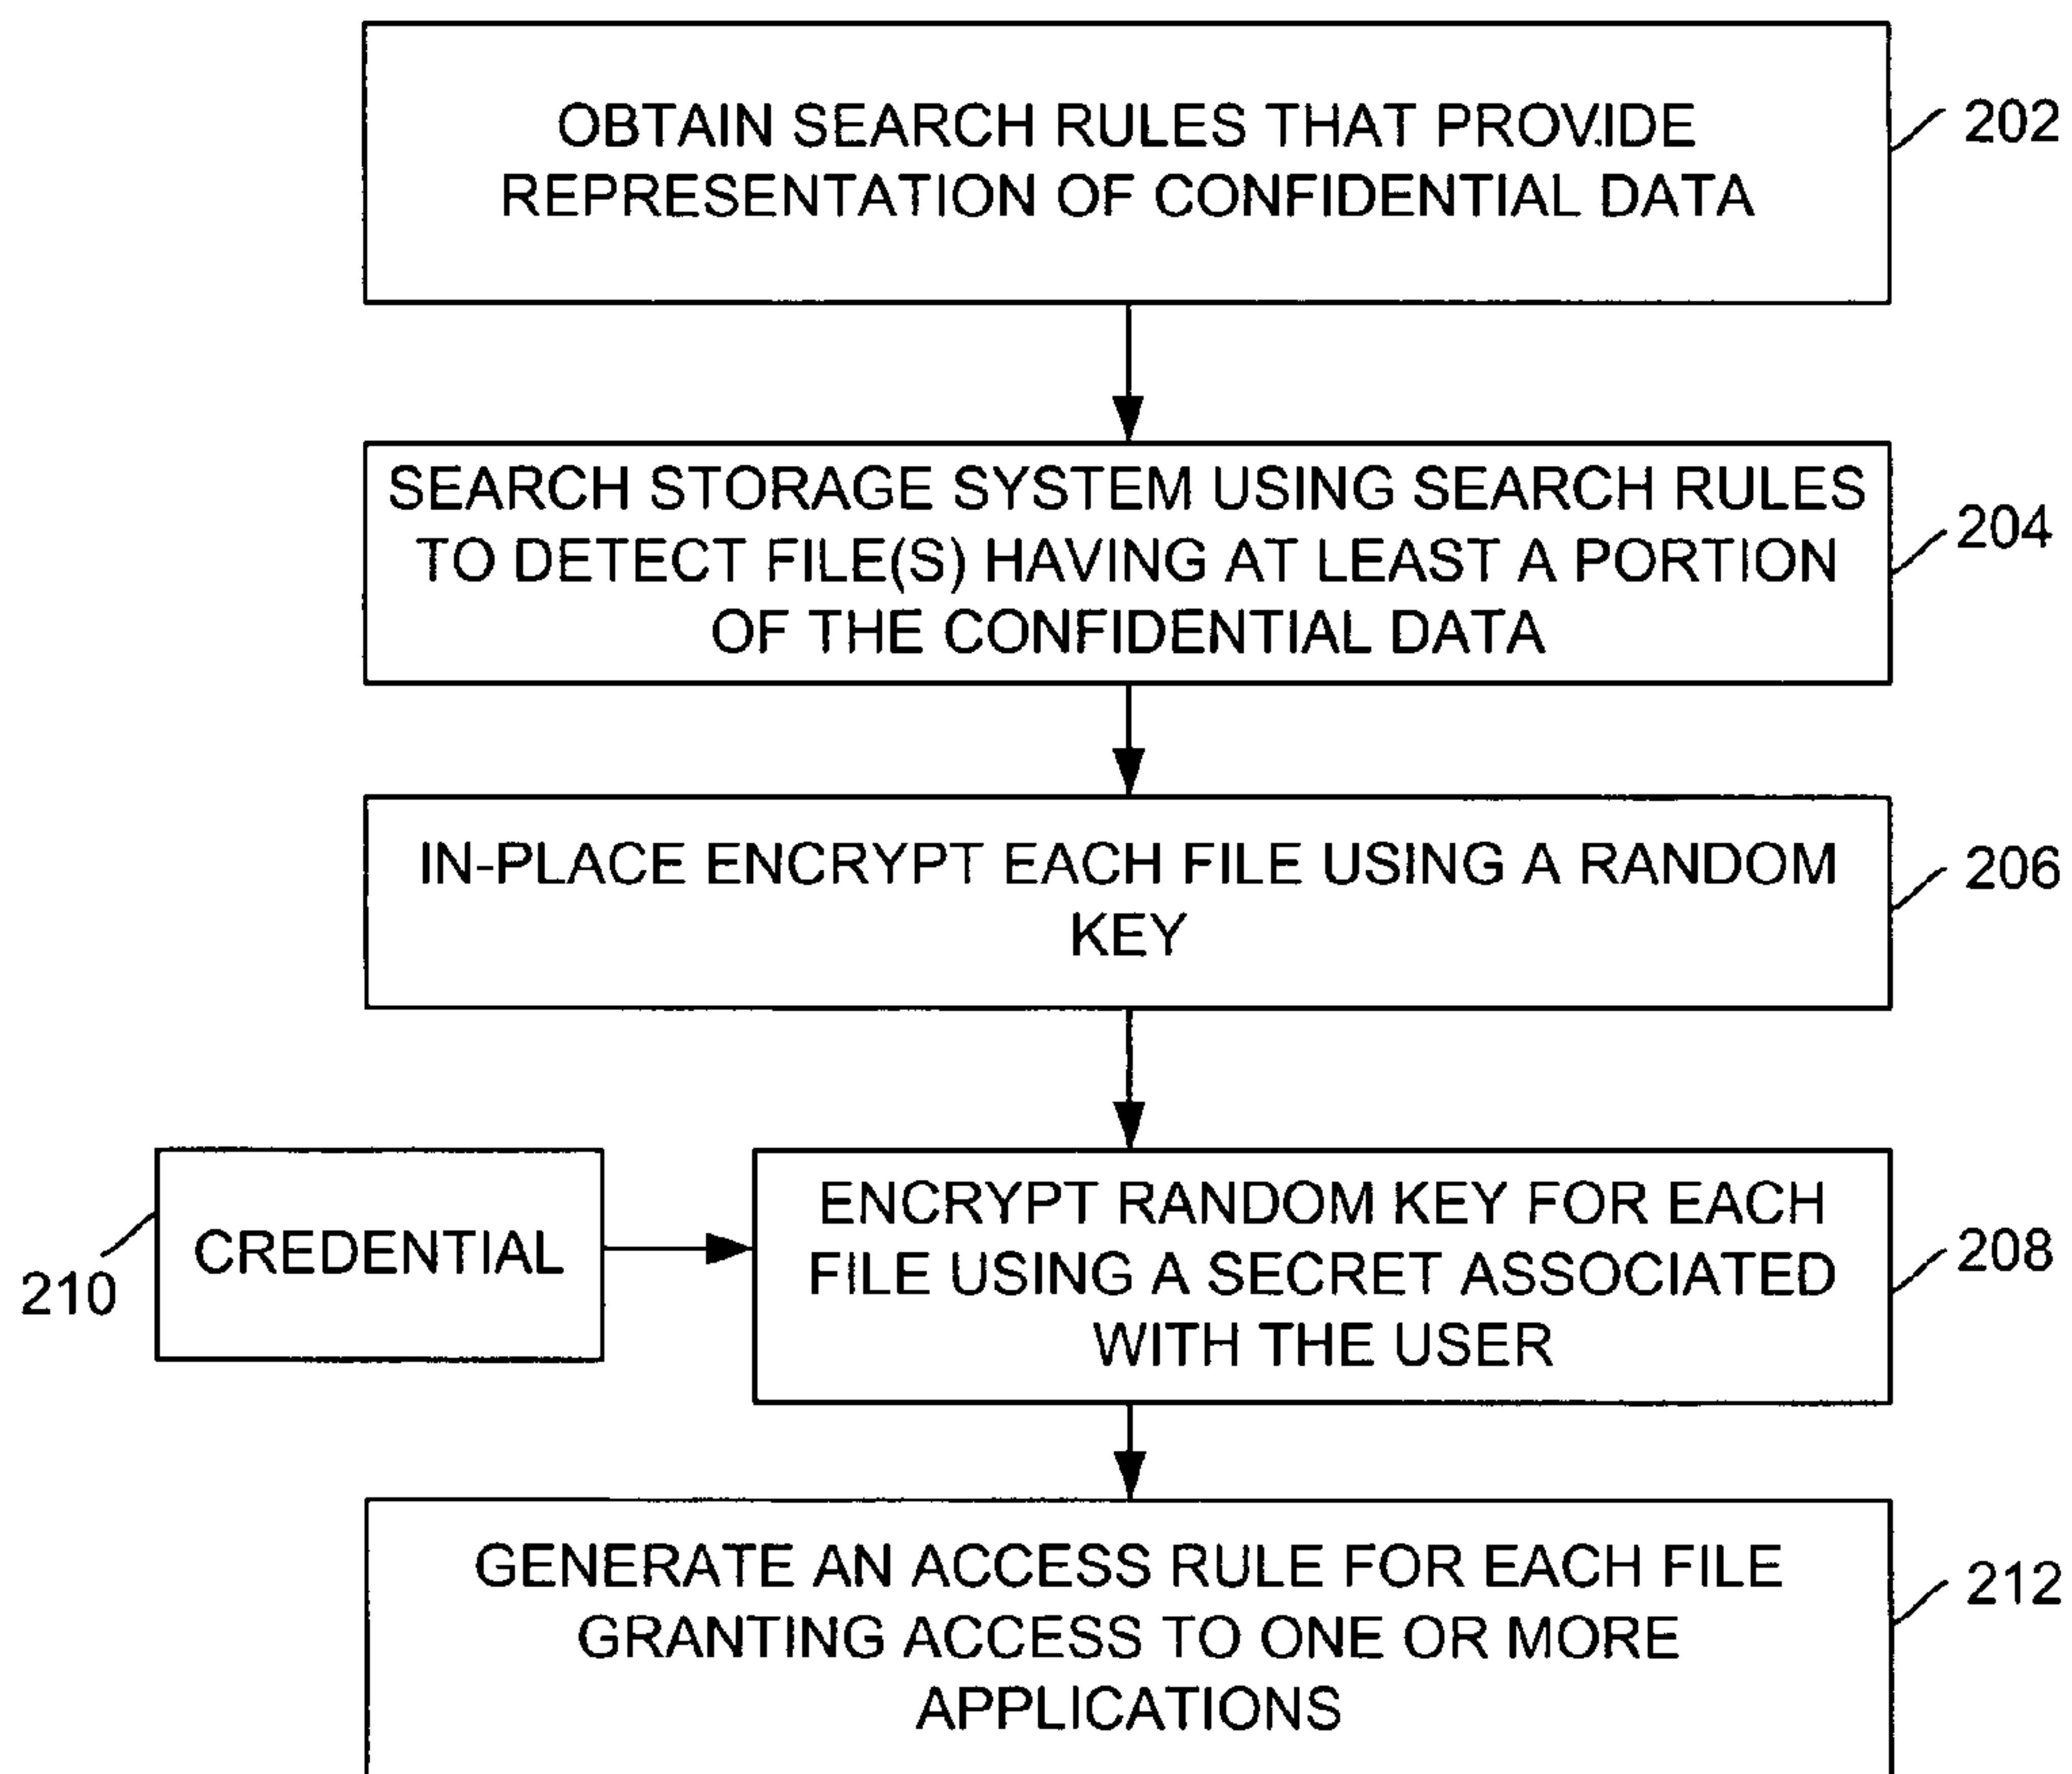 OBTAIN SEARCH RULES THAT PROVIDE
REPRESENTATION OF CONFIDENTIAL DATA
202
SEARCH STORAGE SYSTEM USING SEARCH RULES
TO DETECT FILE(S) HAVING AT LEAST A PORTION
OF THE CONFIDENTIAL DATA
204
IN-PLACE ENCRYPT EACH FILE USING A RANDOM
KEY
206
CREDENTIAL
210
ENCRYPT RANDOM KEY FOR EACH
FILE USING A SECRET ASSOCIATED
WITH THE USER
208
GENERATE AN ACCESS RULE FOR EACH FILE
GRANTING ACCESS TO ONE OR MORE
APPLICATIONS
212